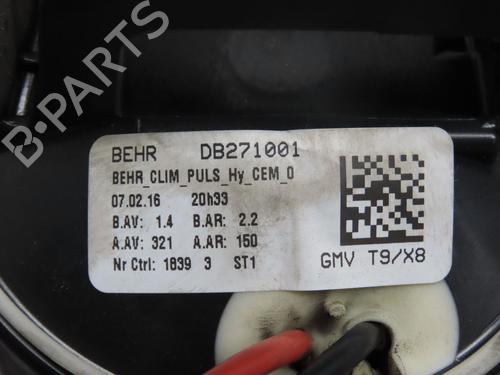 BEHR DB271001
BEHR_CLIM_PULS_Hy_CEM_0
07.02.16 20h33
B.AV: 1.4 B.AR: 2.2
A.AV: 321 A.AR: 150
Nr Ctrl: 1839 3 ST1
GMV T9/X8
B-PARTS